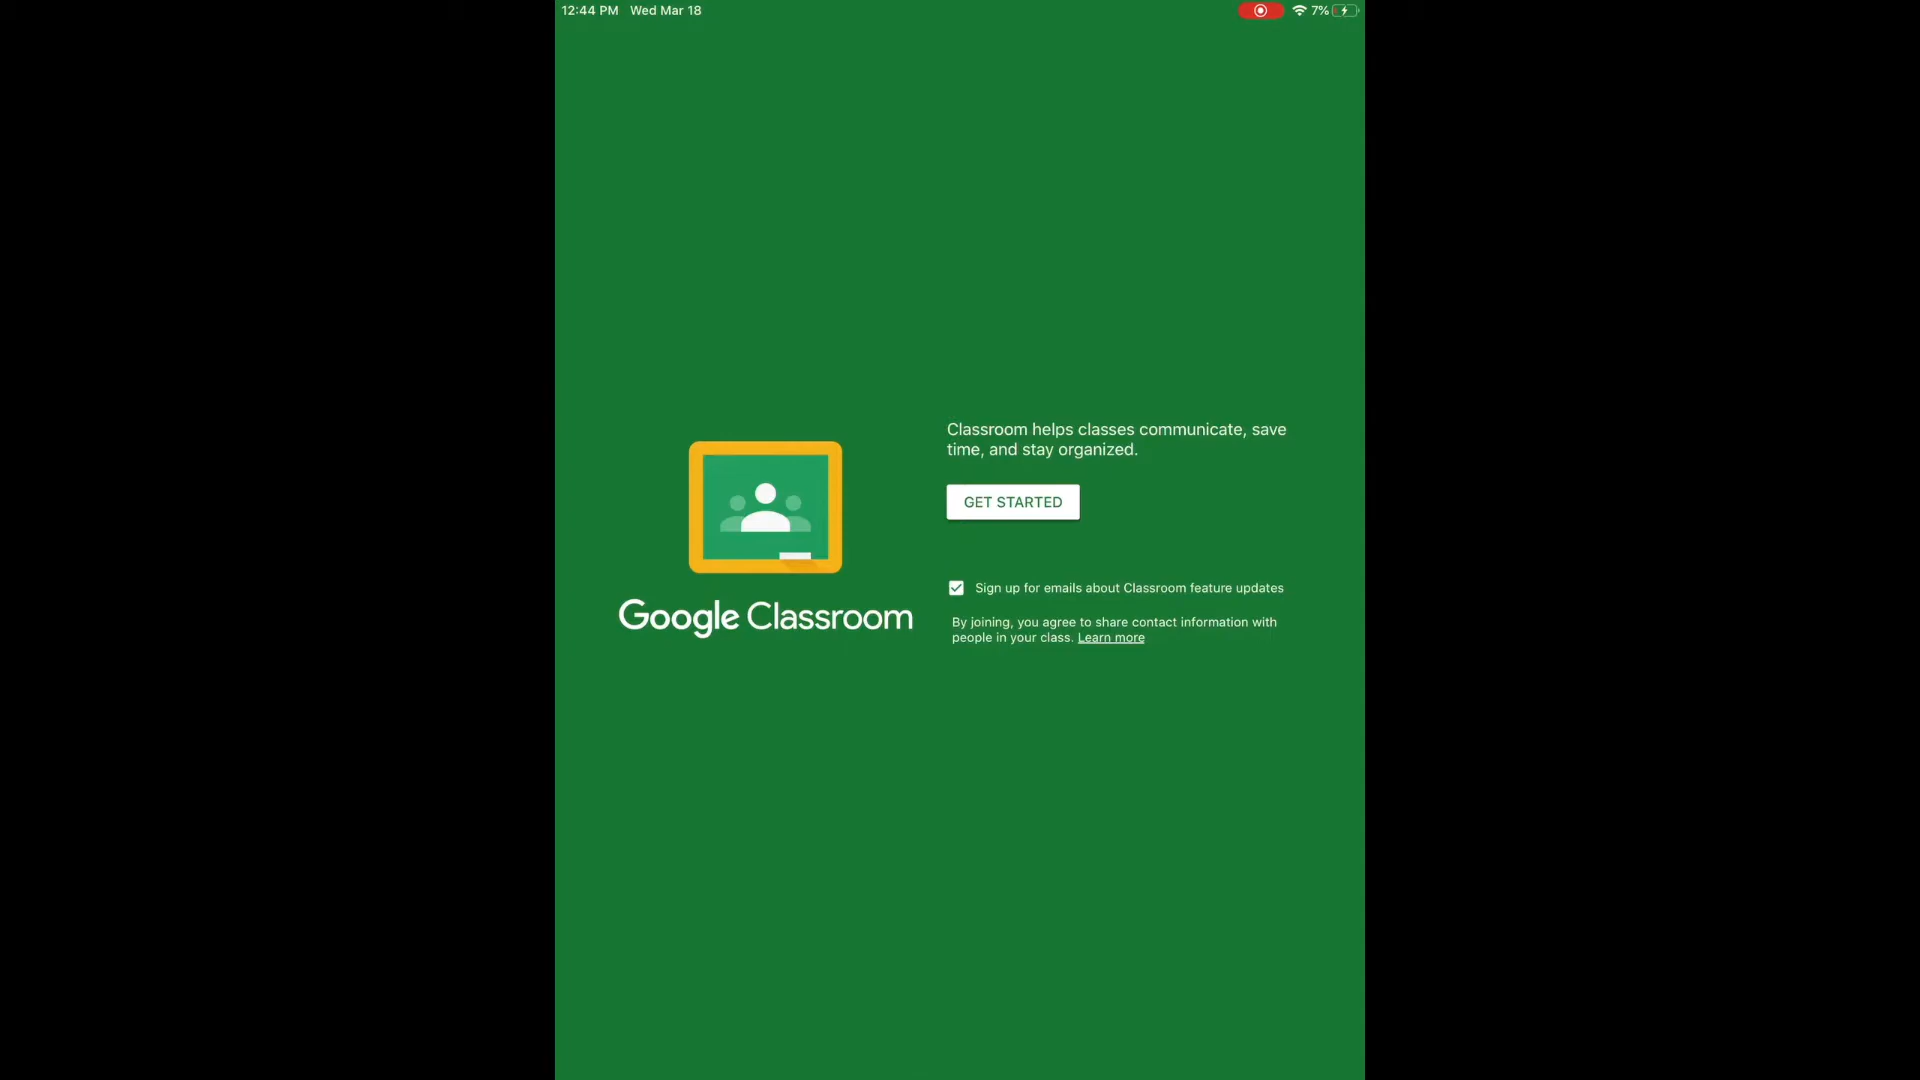 12:44 PM Wed Mar 18
7%
Classroom helps classes communicate, save
time, and stay organized.
GET STARTED
Google Classroom
Sign up for emails about Classroom feature updates
By joining, you agree to share contact information with
people in your class. Learn more